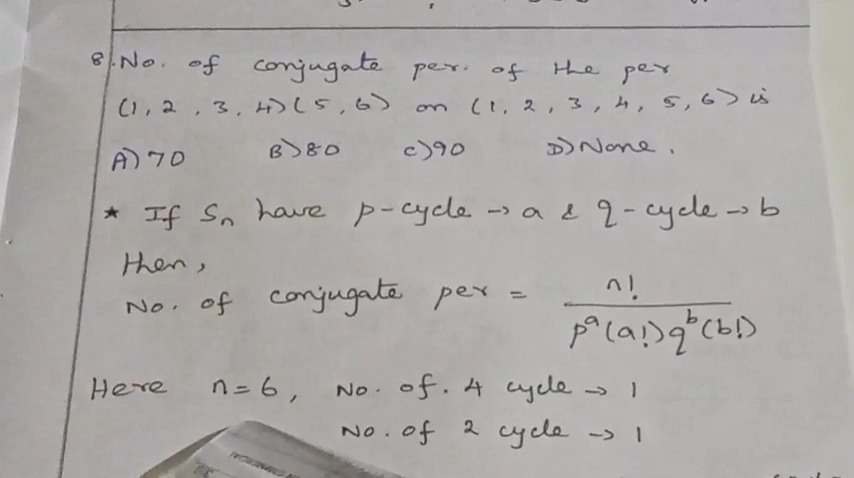 8). No. of conjugate per. of the per
(1, 2, 3, 4) (5, 6) on (1, 2, 3, 4, 5, 6) is
A) 70 B) 80 C) 90 D) None.
* If Sn have p-cycle → a & q-cycle → b
then,
No. of conjugate per = n! / p^a (a!) q^b (b!)
Here n=6, No. of. 4 cycle → 1
No. of 2 cycle → 1